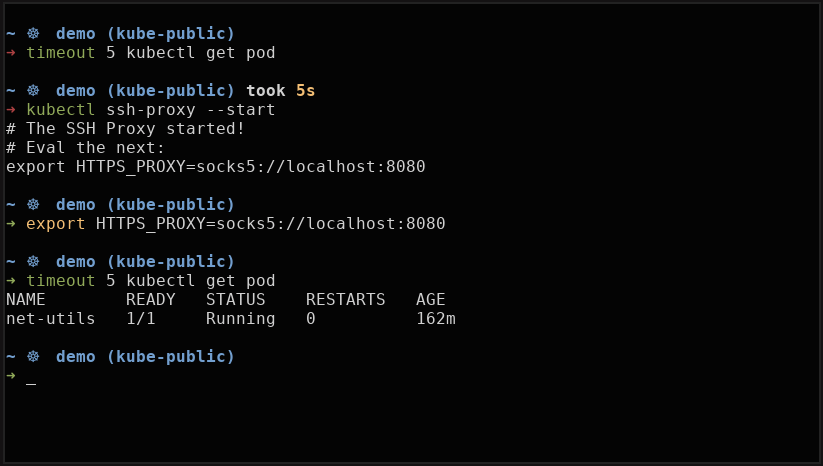 ~ ☸ demo (kube-public)
➜ timeout 5 kubectl get pod
~ ☸ demo (kube-public) took 5s
➜ kubectl ssh-proxy --start
# The SSH Proxy started!
# Eval the next:
export HTTPS_PROXY=socks5://localhost:8080
~ ☸ demo (kube-public)
➜ export HTTPS_PROXY=socks5://localhost:8080
~ ☸ demo (kube-public)
➜ timeout 5 kubectl get pod
NAME        READY   STATUS    RESTARTS   AGE
net-utils   1/1     Running   0          162m
~ ☸ demo (kube-public)
➜ _